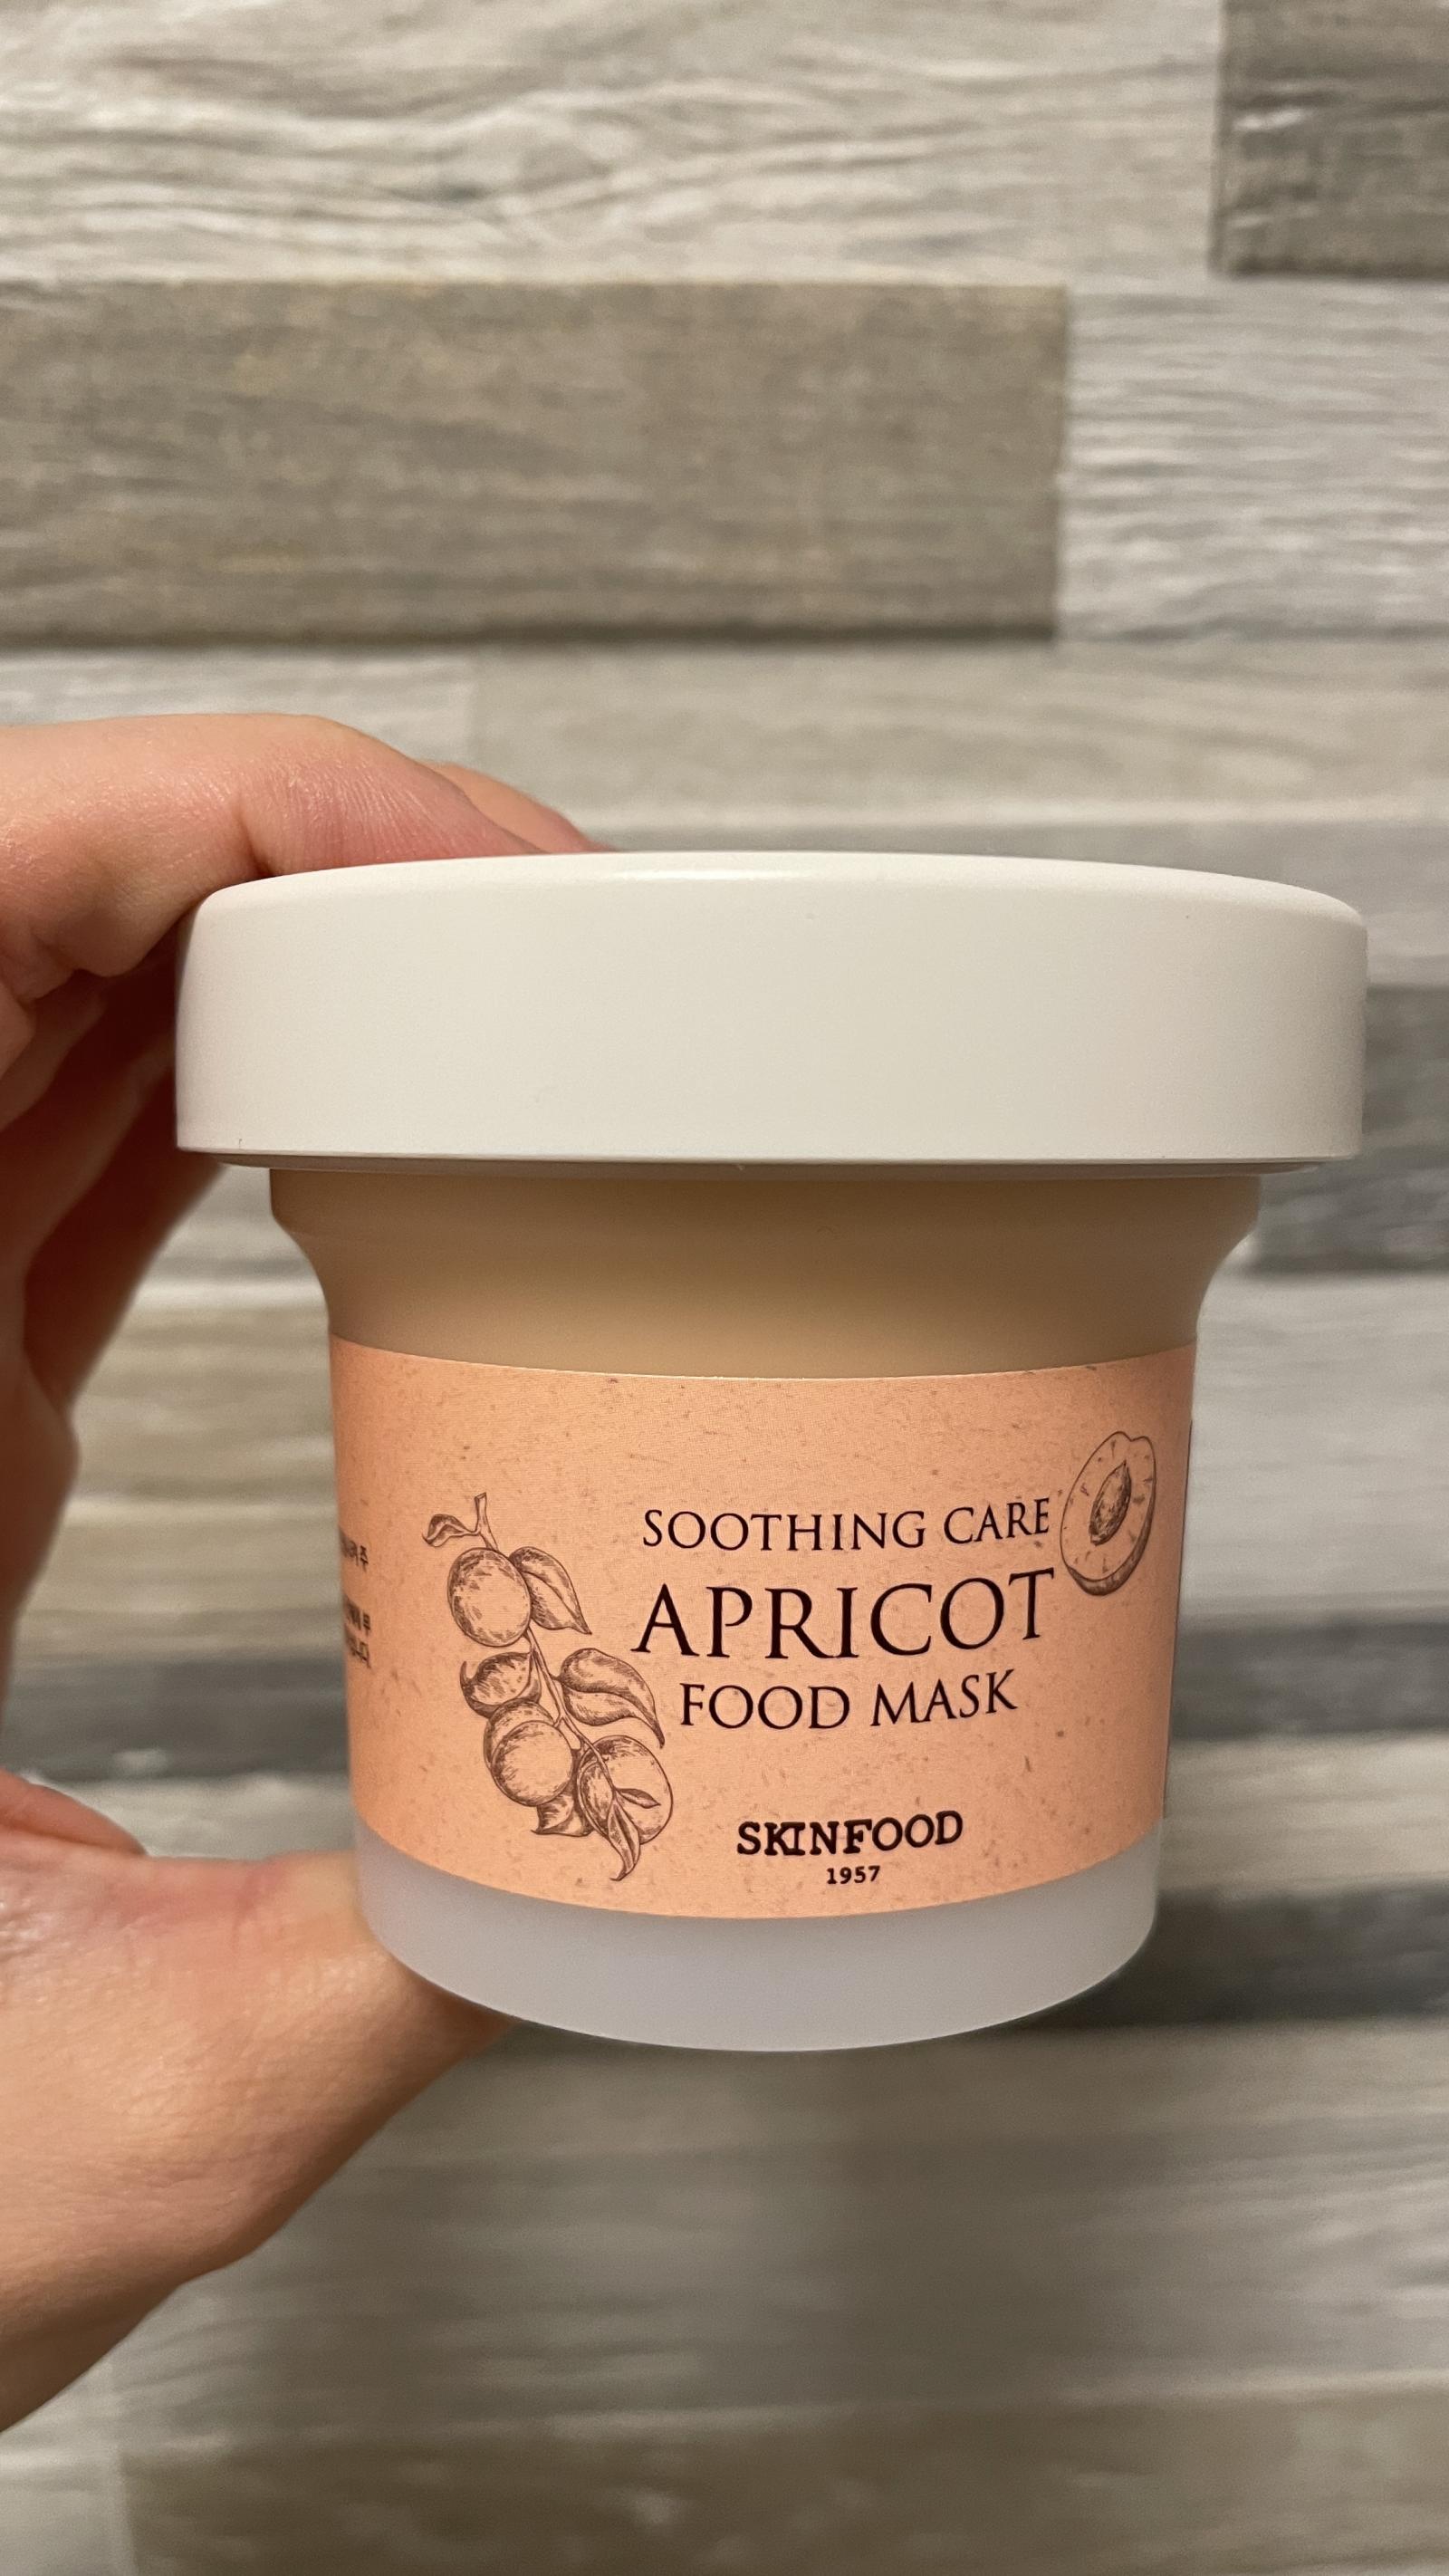 SOOTHING CARE
APRICOT
FOOD MASK
SKINFOOD
1957